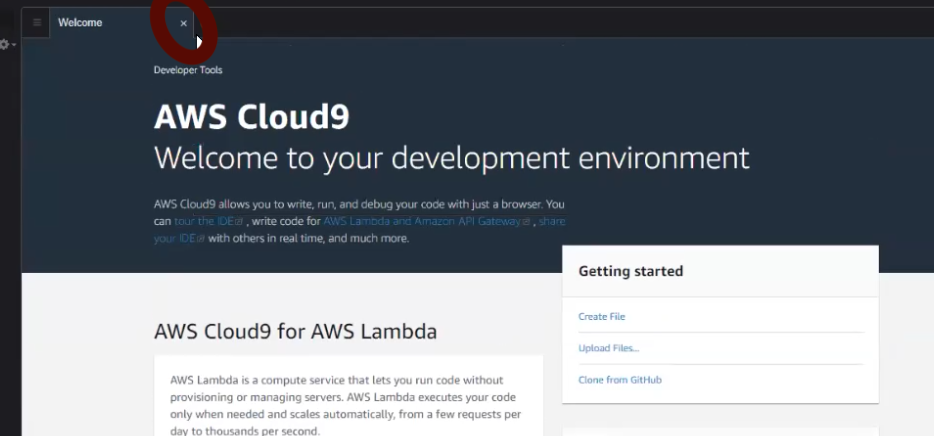 Welcome
Developer Tools
AWS Cloud9
Welcome to your development environment
AWS Cloud9 allows you to write, run, and debug your code with just a browser. You
can tour the IDE, write code for AWS Lambda and Amazon API Gateway, share
your IDE with others in real time, and much more.
Getting started
Create File
Upload Files...
Clone from GitHub
AWS Cloud9 for AWS Lambda
AWS Lambda is a compute service that lets you run code without
provisioning or managing servers. AWS Lambda executes your code
only when needed and scales automatically, from a few requests per
day to thousands per second.